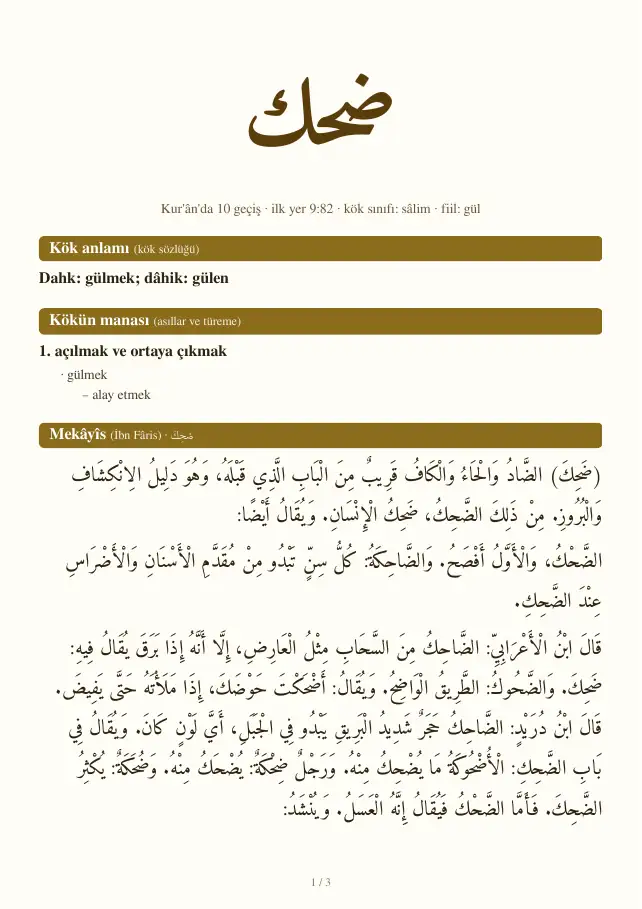 ضحك
Kur'ân'da 10 geçiş · ilk yer 9:82 · kök sınıfı: sâlim · fiil: gül
Kök anlamı (kök sözlüğü)
Dahk: gülmek; dâhik: gülen
Kökün manası (asıllar ve türeme)
1. açılmak ve ortaya çıkmak
· gülmek
– alay etmek
Mekâyîs (İbn Fâris) · ضَحِكَ
(ضَحِكَ) الضَّادُ وَالْحَاءُ وَالْكَافُ قَرِيبٌ مِنَ الْبَابِ الَّذِي قَبْلَهُ، وَهُوَ دَلِيلُ الِانْكِشَافِ
وَالْبُرُوزِ. مِنْ ذَلِكَ الضَّحِكُ، ضَحِكُ الْإِنْسَانِ. وَيُقَالُ أَيْضًا:
الضَّحْكُ، وَالْأَوَّلُ أَفْصَحُ. وَالضَّاحِكَةُ: كُلُّ سِنٍّ تَبْدُو مِنْ مُقَدَّمِ الْأَسْنَانِ وَالْأَضْرَاسِ
عِنْدَ الضَّحِكِ.
قَالَ ابْنُ الْأَعْرَابِيِّ: الضَّاحِكُ مِنَ السَّحَابِ مِثْلُ الْعَارِضِ، إِلَّا أَنَّهُ إِذَا بَرَقَ يُقَالُ فِيهِ:
ضَحِكَ. وَالضَّحُوكُ: الطَّرِيقُ الْوَاضِحُ. وَيُقَالُ: أَضْحَكْتَ حَوْضَكَ، إِذَا مَلَأْتَهُ حَتَّى يَفِيضَ.
قَالَ ابْنُ دُرَيْدٍ: الضَّاحِكُ حَجَرٌ شَدِيدُ الْبَرِيقِ يَبْدُو فِي الْجَبَلِ، أَيَّ لَوْنٍ كَانَ. وَيُقَالُ فِي
بَابِ الضَّحِكِ: الْأُضْحُوكَةُ مَا يُضْحِكُ مِنْهُ. وَرَجُلٌ ضِحْكَةٌ: يُضْحَكُ مِنْهُ. وَضُحَكَةٌ: يُكْثِرُ
الضَّحِكَ. فَأَمَّا الضَّحْكُ فَيُقَالُ إِنَّهُ الْعَسَلُ. وَيُنْشَدُ:
1 / 3